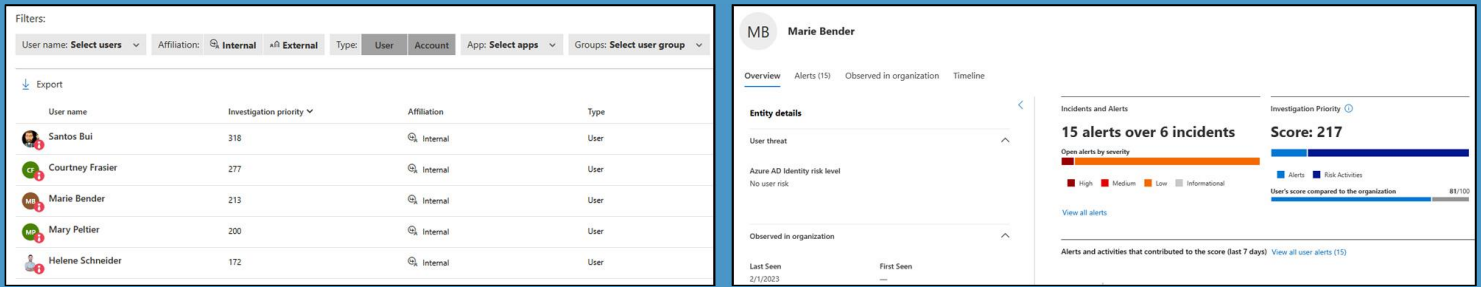 Filters:
User name: Select users Affiliation: Internal External Type: User Account App: Select apps Groups: Select user group
Export
User name Investigation priority Affiliation Type
Santos Bui 318 Internal User
CF Courtney Frasier 277 Internal User
MB Marie Bender 213 Internal User
MP Mary Peltier 200 Internal User
Helene Schneider 172 Internal User
MB Marie Bender
Overview Alerts (15) Observed in organization Timeline
Entity details
User threat
Azure AD Identity risk level
No user risk
Observed in organization
Last Seen First Seen
2/1/2023 —
Incidents and Alerts
15 alerts over 6 incidents
Open alerts by severity
High Medium Low Informational
View all alerts
Investigation Priority
Score: 217
Alerts Risk Activities
User's score compared to the organization 81/100
Alerts and activities that contributed to the score (last 7 days) View all user alerts (15)